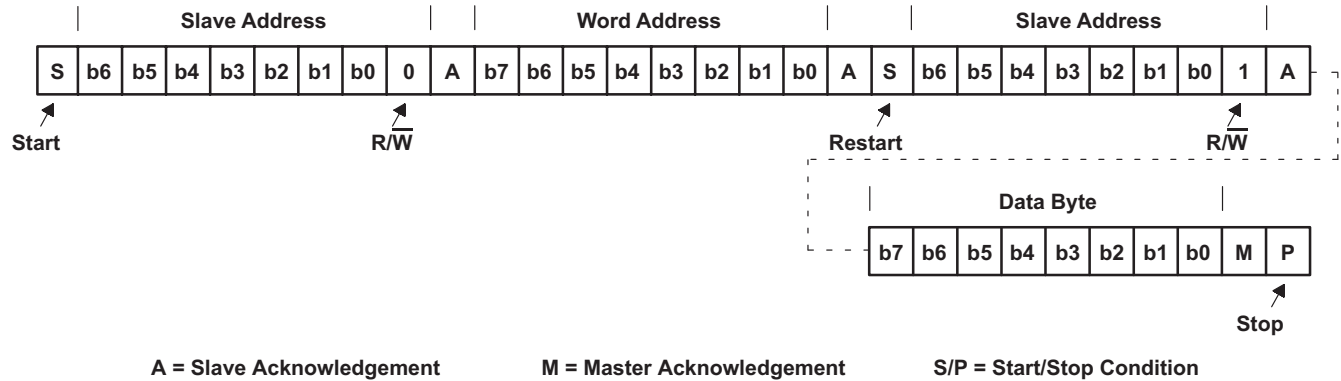 Slave Address Word Address Slave Address
S b6 b5 b4 b3 b2 b1 b0 0 A b7 b6 b5 b4 b3 b2 b1 b0 A S b6 b5 b4 b3 b2 b1 b0 1 A
Start R/W̅ Restart R/W̅
Data Byte
b7 b6 b5 b4 b3 b2 b1 b0 M P
Stop
A = Slave Acknowledgement M = Master Acknowledgement S/P = Start/Stop Condition